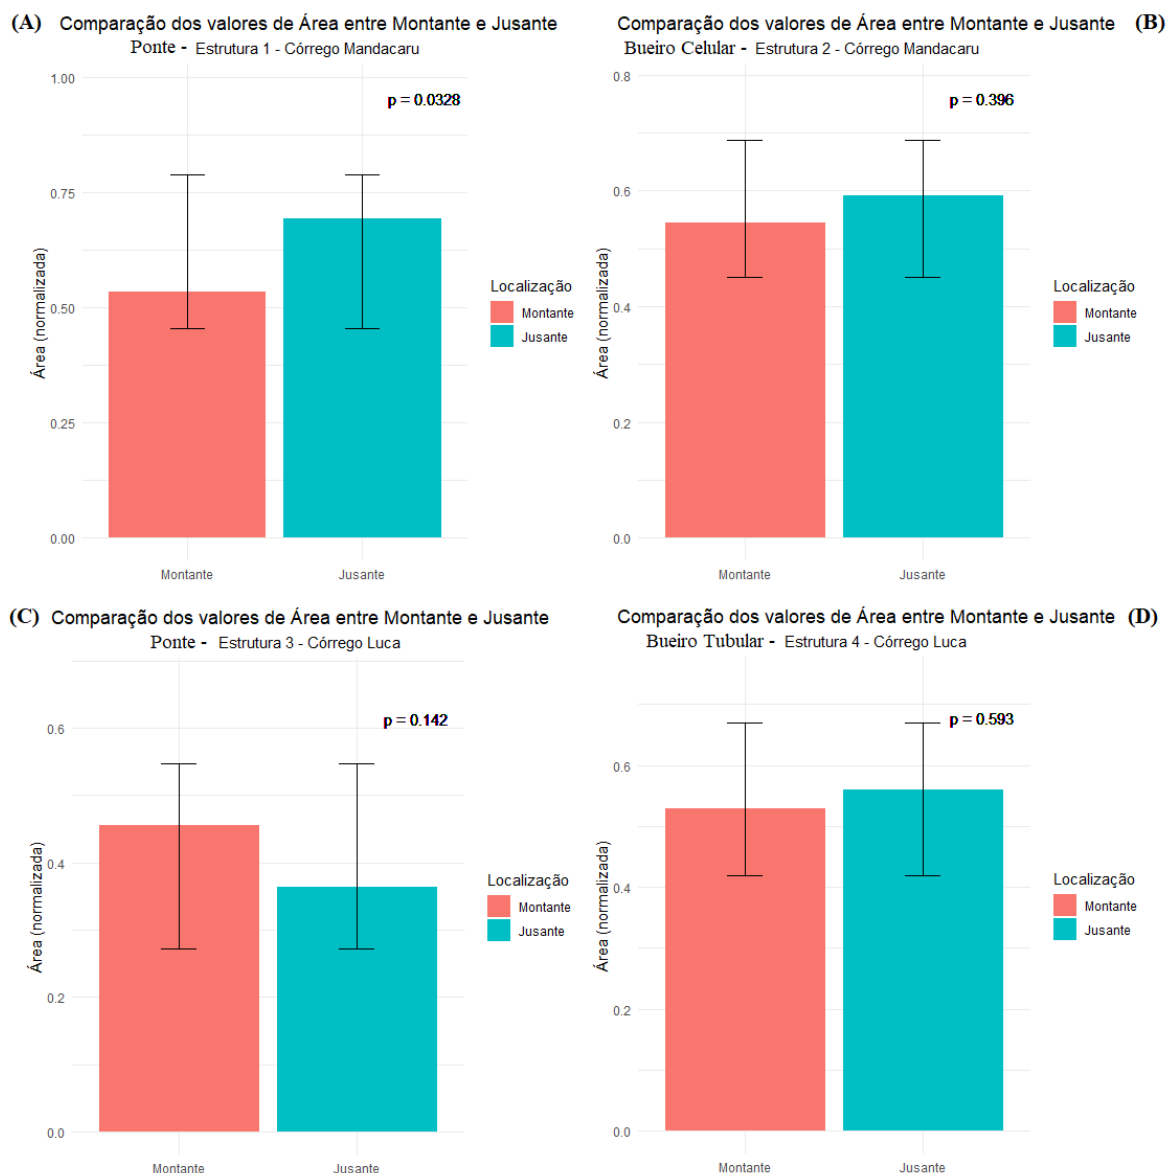 (A) Comparação dos valores de Área entre Montante e Jusante
Ponte - Estrutura 1 - Córrego Mandacaru
p = 0.0328
1.00
0.75
0.50
0.25
0.00
Área (normalizada)
Montante
Jusante
Localização
Montante
Jusante
Comparação dos valores de Área entre Montante e Jusante (B)
Bueiro Celular - Estrutura 2 - Córrego Mandacaru
p = 0.396
0.8
0.6
0.4
0.2
0.0
Área (normalizada)
Montante
Jusante
Localização
Montante
Jusante
(C) Comparação dos valores de Área entre Montante e Jusante
Ponte - Estrutura 3 - Córrego Luca
p = 0.142
0.6
0.4
0.2
0.0
Área (normalizada)
Montante
Jusante
Localização
Montante
Jusante
Comparação dos valores de Área entre Montante e Jusante (D)
Bueiro Tubular - Estrutura 4 - Córrego Luca
p = 0.593
0.6
0.4
0.2
0.0
Área (normalizada)
Montante
Jusante
Localização
Montante
Jusante